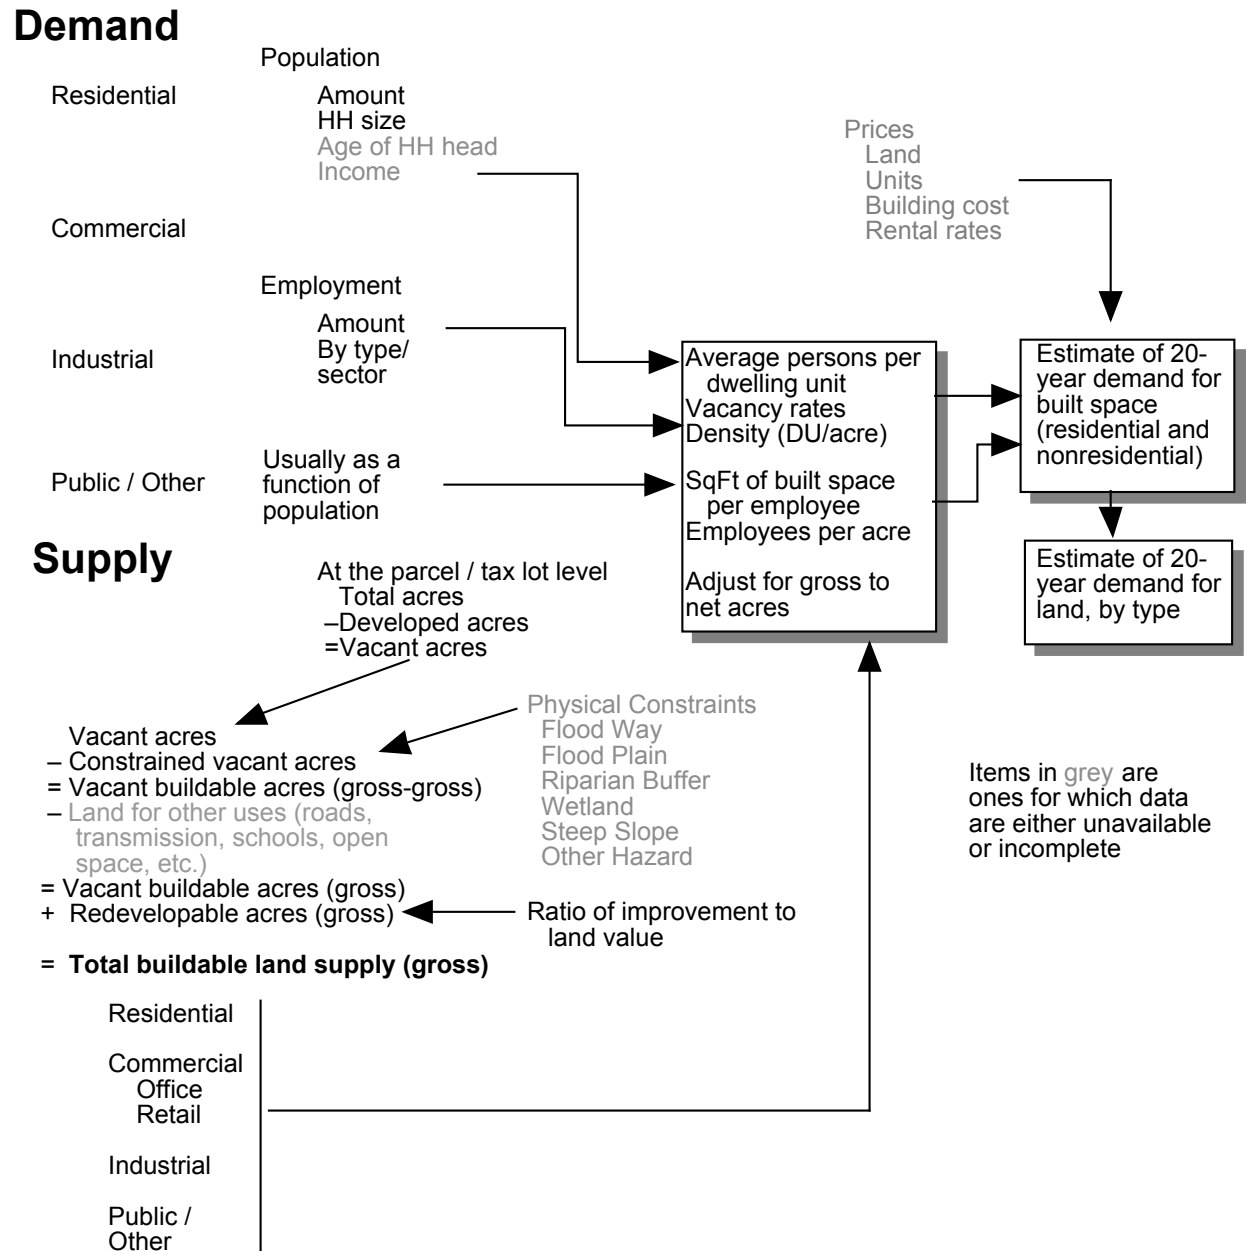 Demand
Population
Residential
Amount
HH size
Age of HH head
Income
Prices
Land
Units
Building cost
Rental rates
Commercial
Employment
Amount
By type/
sector
Industrial
Public / Other
Usually as a
function of
population
Average persons per
dwelling unit
Vacancy rates
Density (DU/acre)
SqFt of built space
per employee
Employees per acre
Adjust for gross to
net acres
Estimate of 20-
year demand for
built space
(residential and
nonresidential)
Estimate of 20-
year demand for
land, by type
Supply
At the parcel / tax lot level
Total acres
–Developed acres
=Vacant acres
Vacant acres
– Constrained vacant acres
= Vacant buildable acres (gross-gross)
– Land for other uses (roads,
transmission, schools, open
space, etc.)
= Vacant buildable acres (gross)
+ Redevelopable acres (gross)
= Total buildable land supply (gross)
Physical Constraints
Flood Way
Flood Plain
Riparian Buffer
Wetland
Steep Slope
Other Hazard
Ratio of improvement to
land value
Items in grey are
ones for which data
are either unavailable
or incomplete
Residential
Commercial
Office
Retail
Industrial
Public /
Other